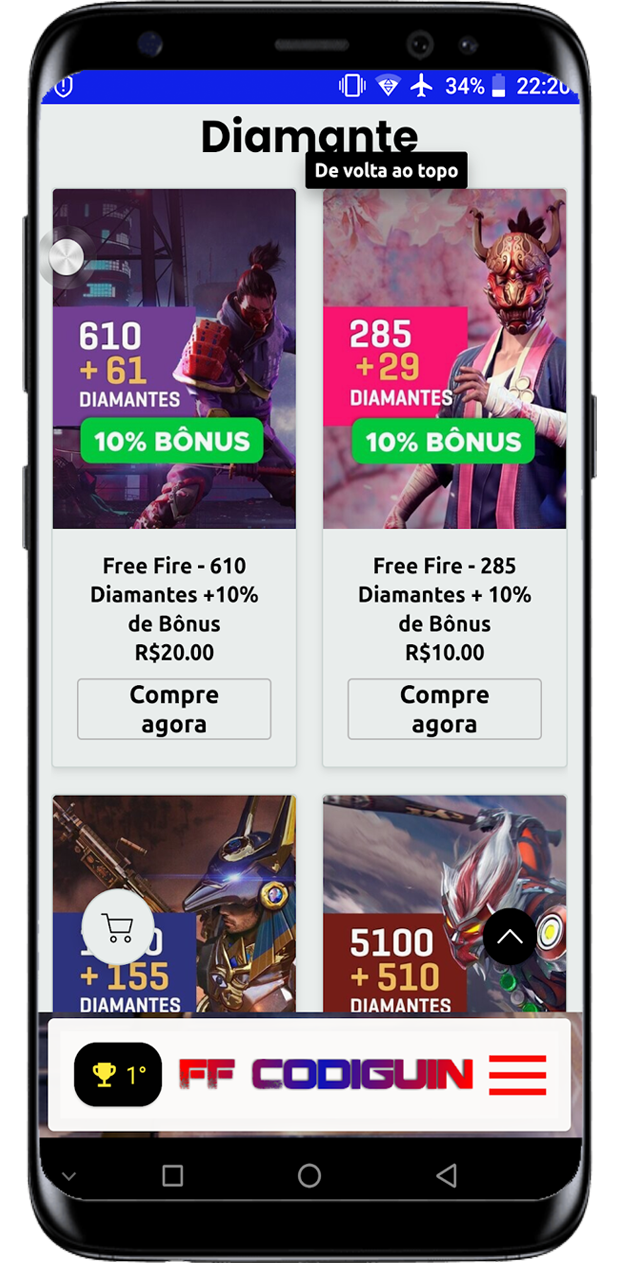 34% 22:20
Diamante
De volta ao topo
610
+ 61
DIAMANTES
10% BÔNUS
285
+ 29
DIAMANTES
10% BÔNUS
Free Fire - 610
Diamantes +10%
de Bônus
R$20.00
Compre
agora
Free Fire - 285
Diamantes + 10%
de Bônus
R$10.00
Compre
agora
+ 155
DIAMANTES
5100
+ 510
DIAMANTES
1°
FF CODIGUIN